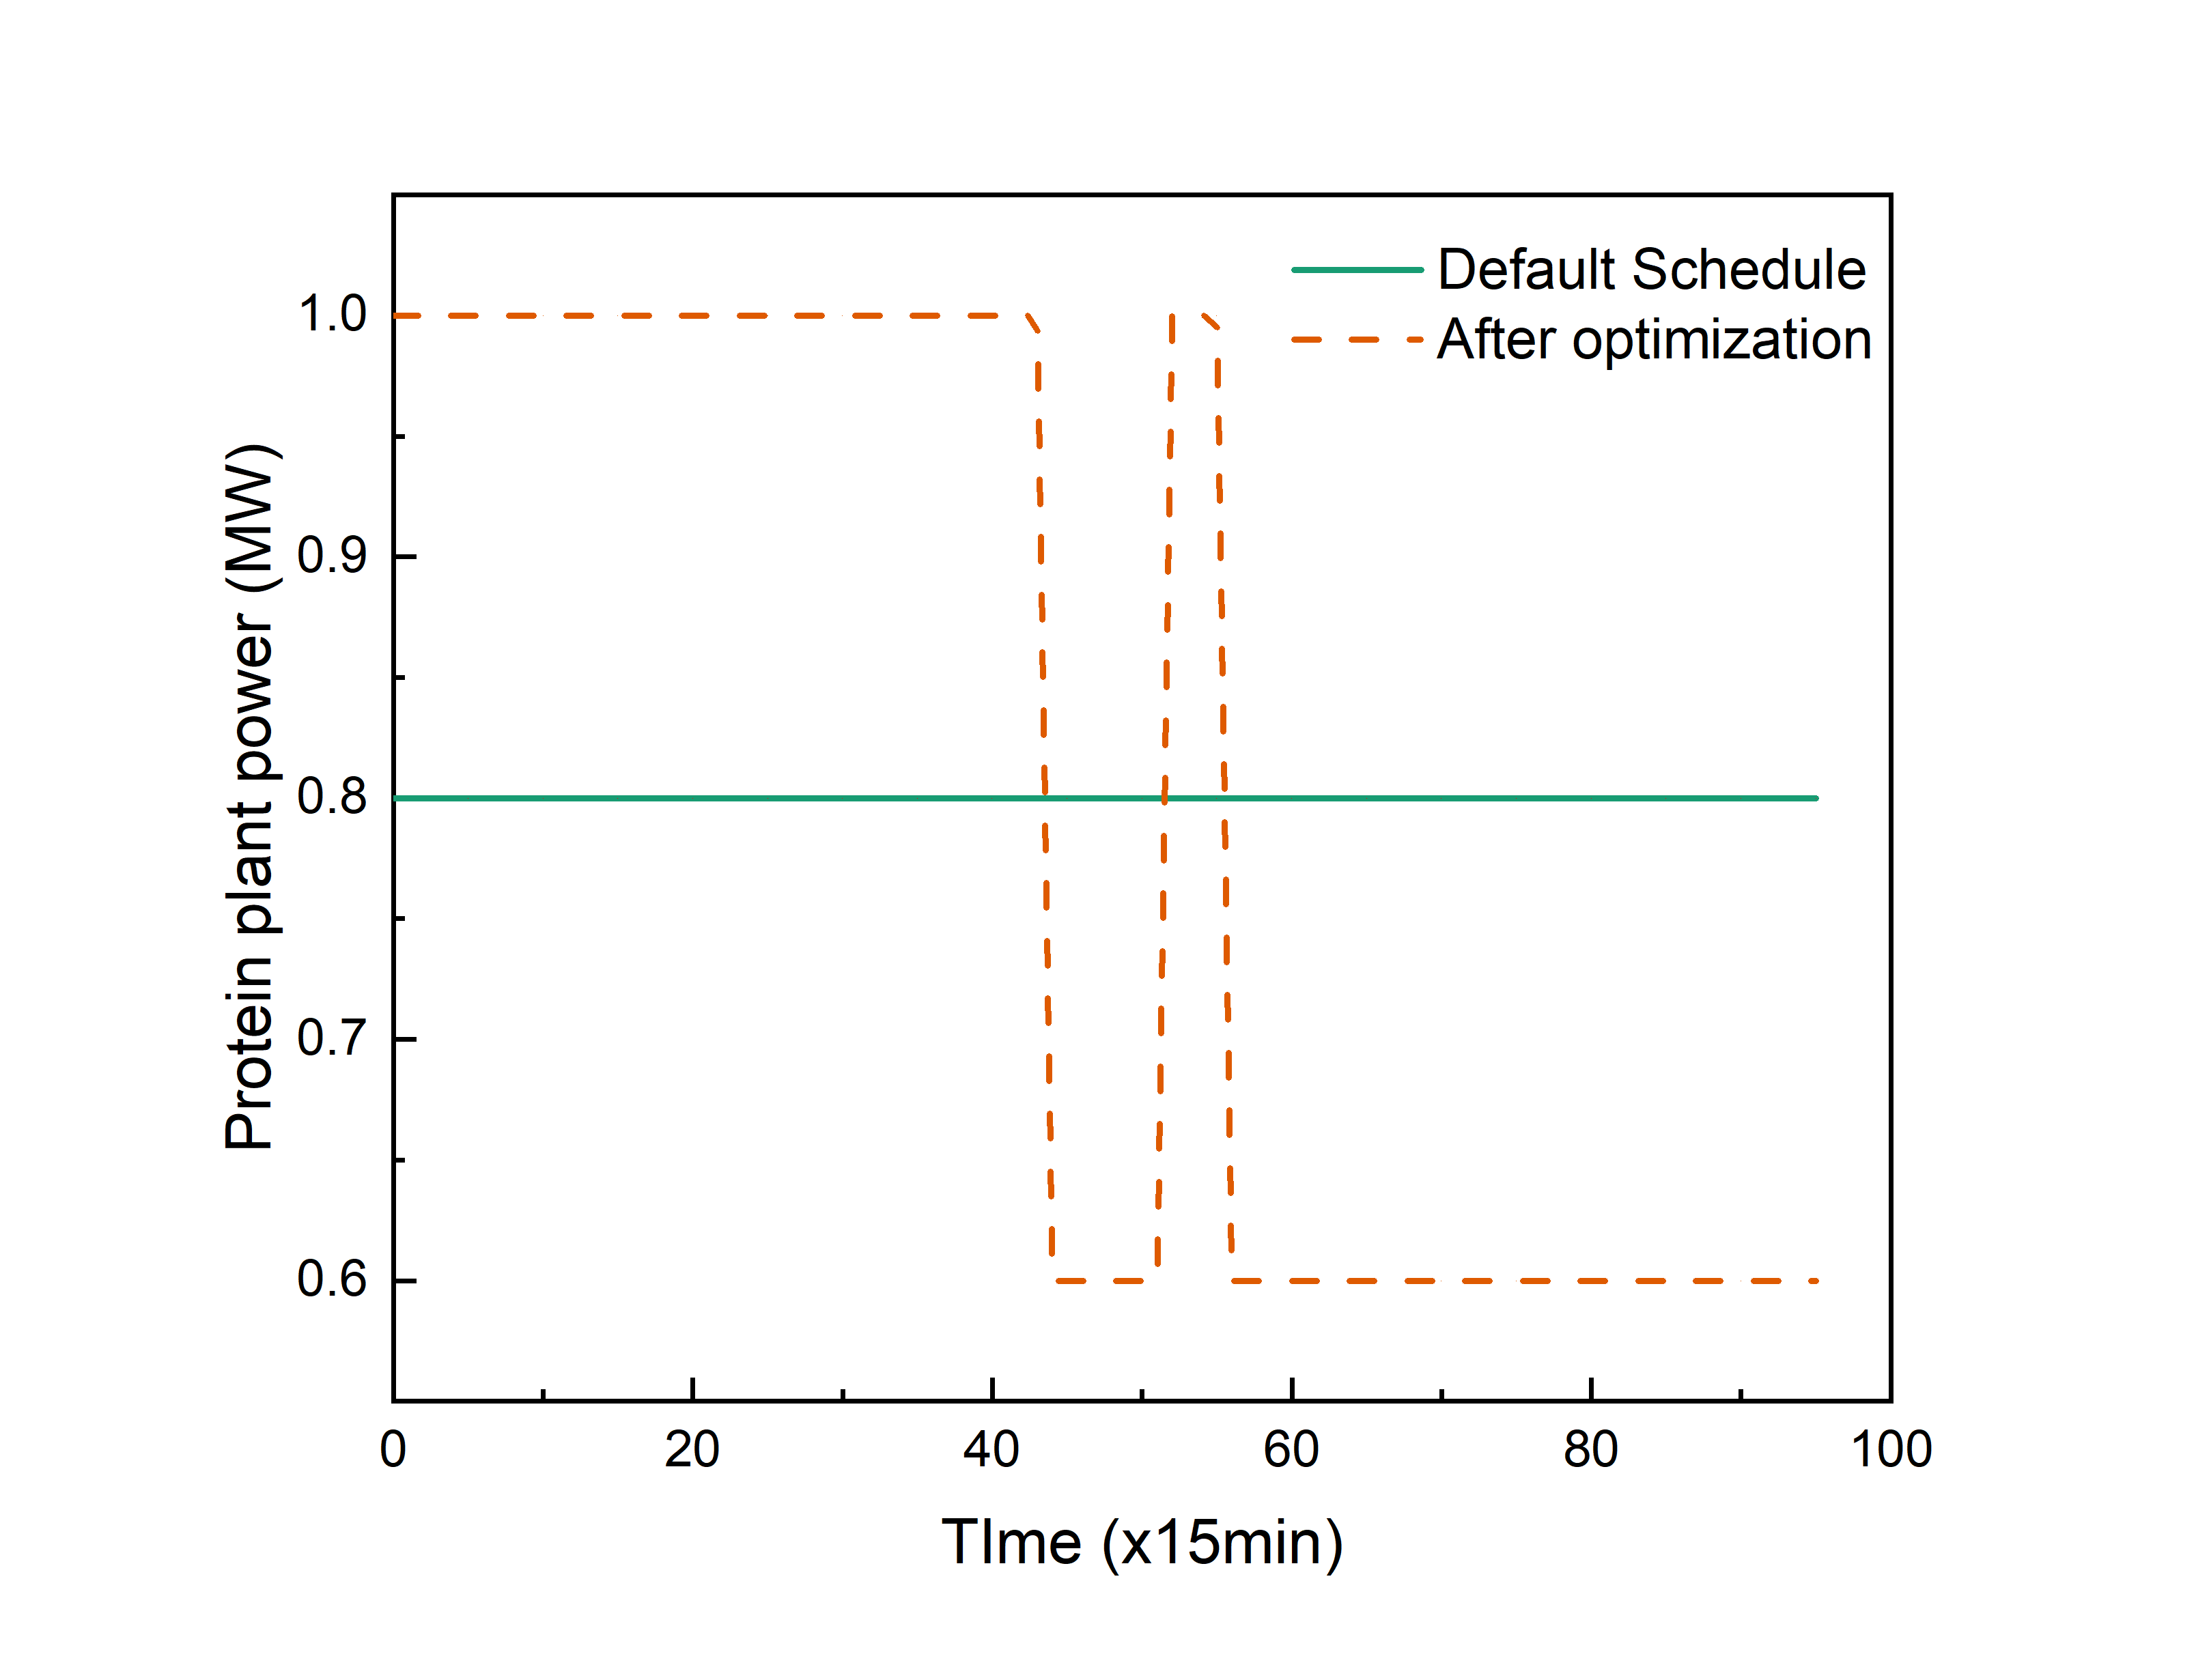 Default Schedule
After optimization
Protein plant power (MW)
1.0
0.9
0.8
0.7
0.6
0 20 40 60 80 100
TIme (x15min)